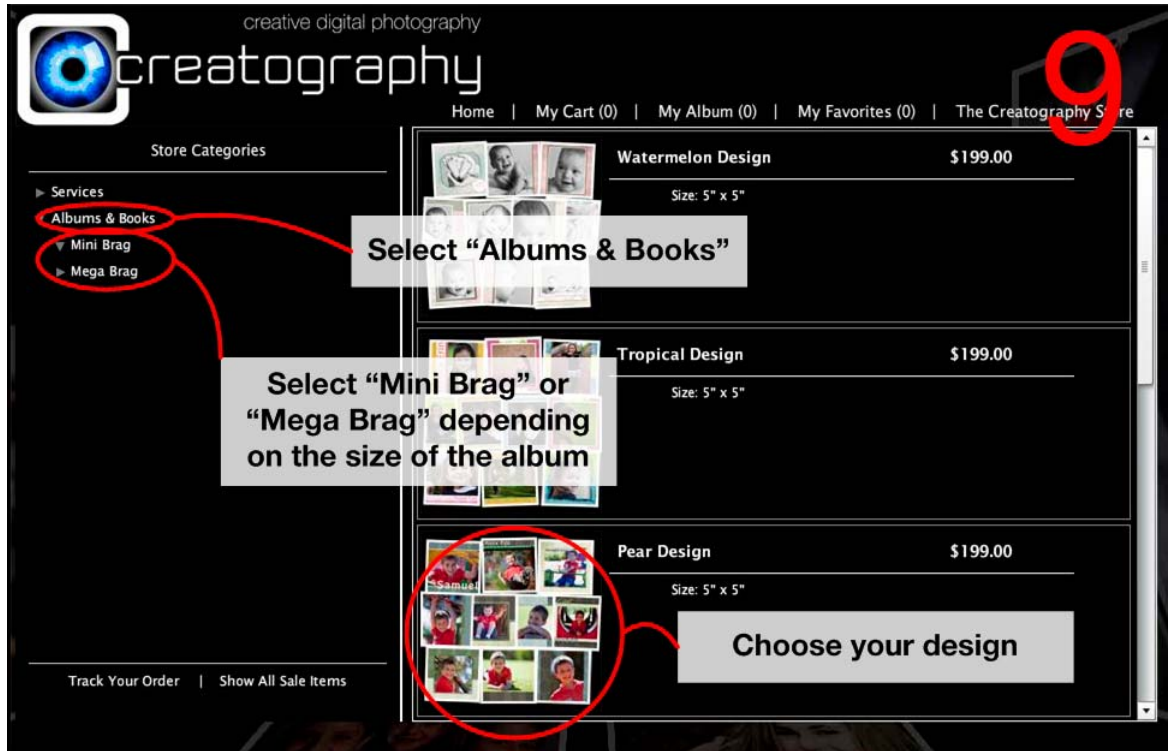 creative digital photography
creatography
9
Home | My Cart (0) | My Album (0) | My Favorites (0) | The Creatography Store
Store Categories
Services
Albums & Books
Mini Brag
Mega Brag
Select “Albums & Books”
Select “Mini Brag” or
“Mega Brag” depending
on the size of the album
Watermelon Design $199.00
Size: 5" x 5"
Tropical Design $199.00
Size: 5" x 5"
Pear Design $199.00
Size: 5" x 5"
Samuel
Choose your design
Track Your Order | Show All Sale Items